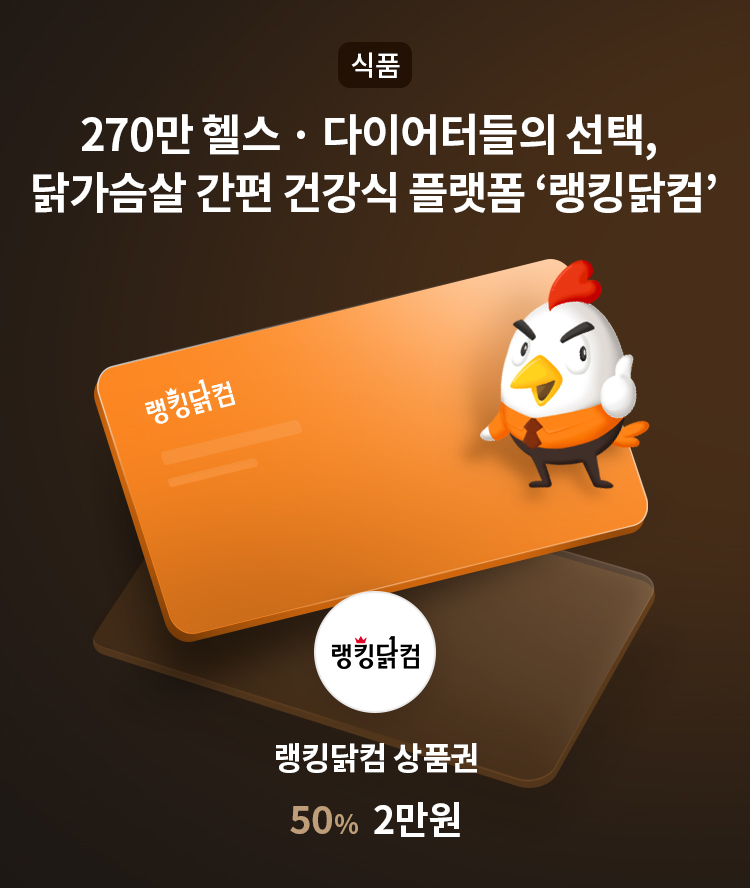 식품
270만 헬스 · 다이어터들의 선택,
닭가슴살 간편 건강식 플랫폼 ‘랭킹닭컴’
랭킹닭컴
랭킹닭컴
랭킹닭컴 상품권
50% 2만원